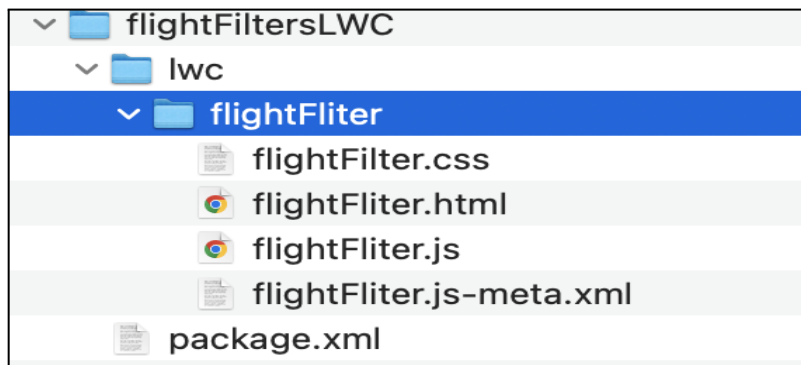 flightFiltersLWC
lwc
flightFliter
flightFilter.css
flightFliter.html
flightFliter.js
flightFliter.js-meta.xml
package.xml